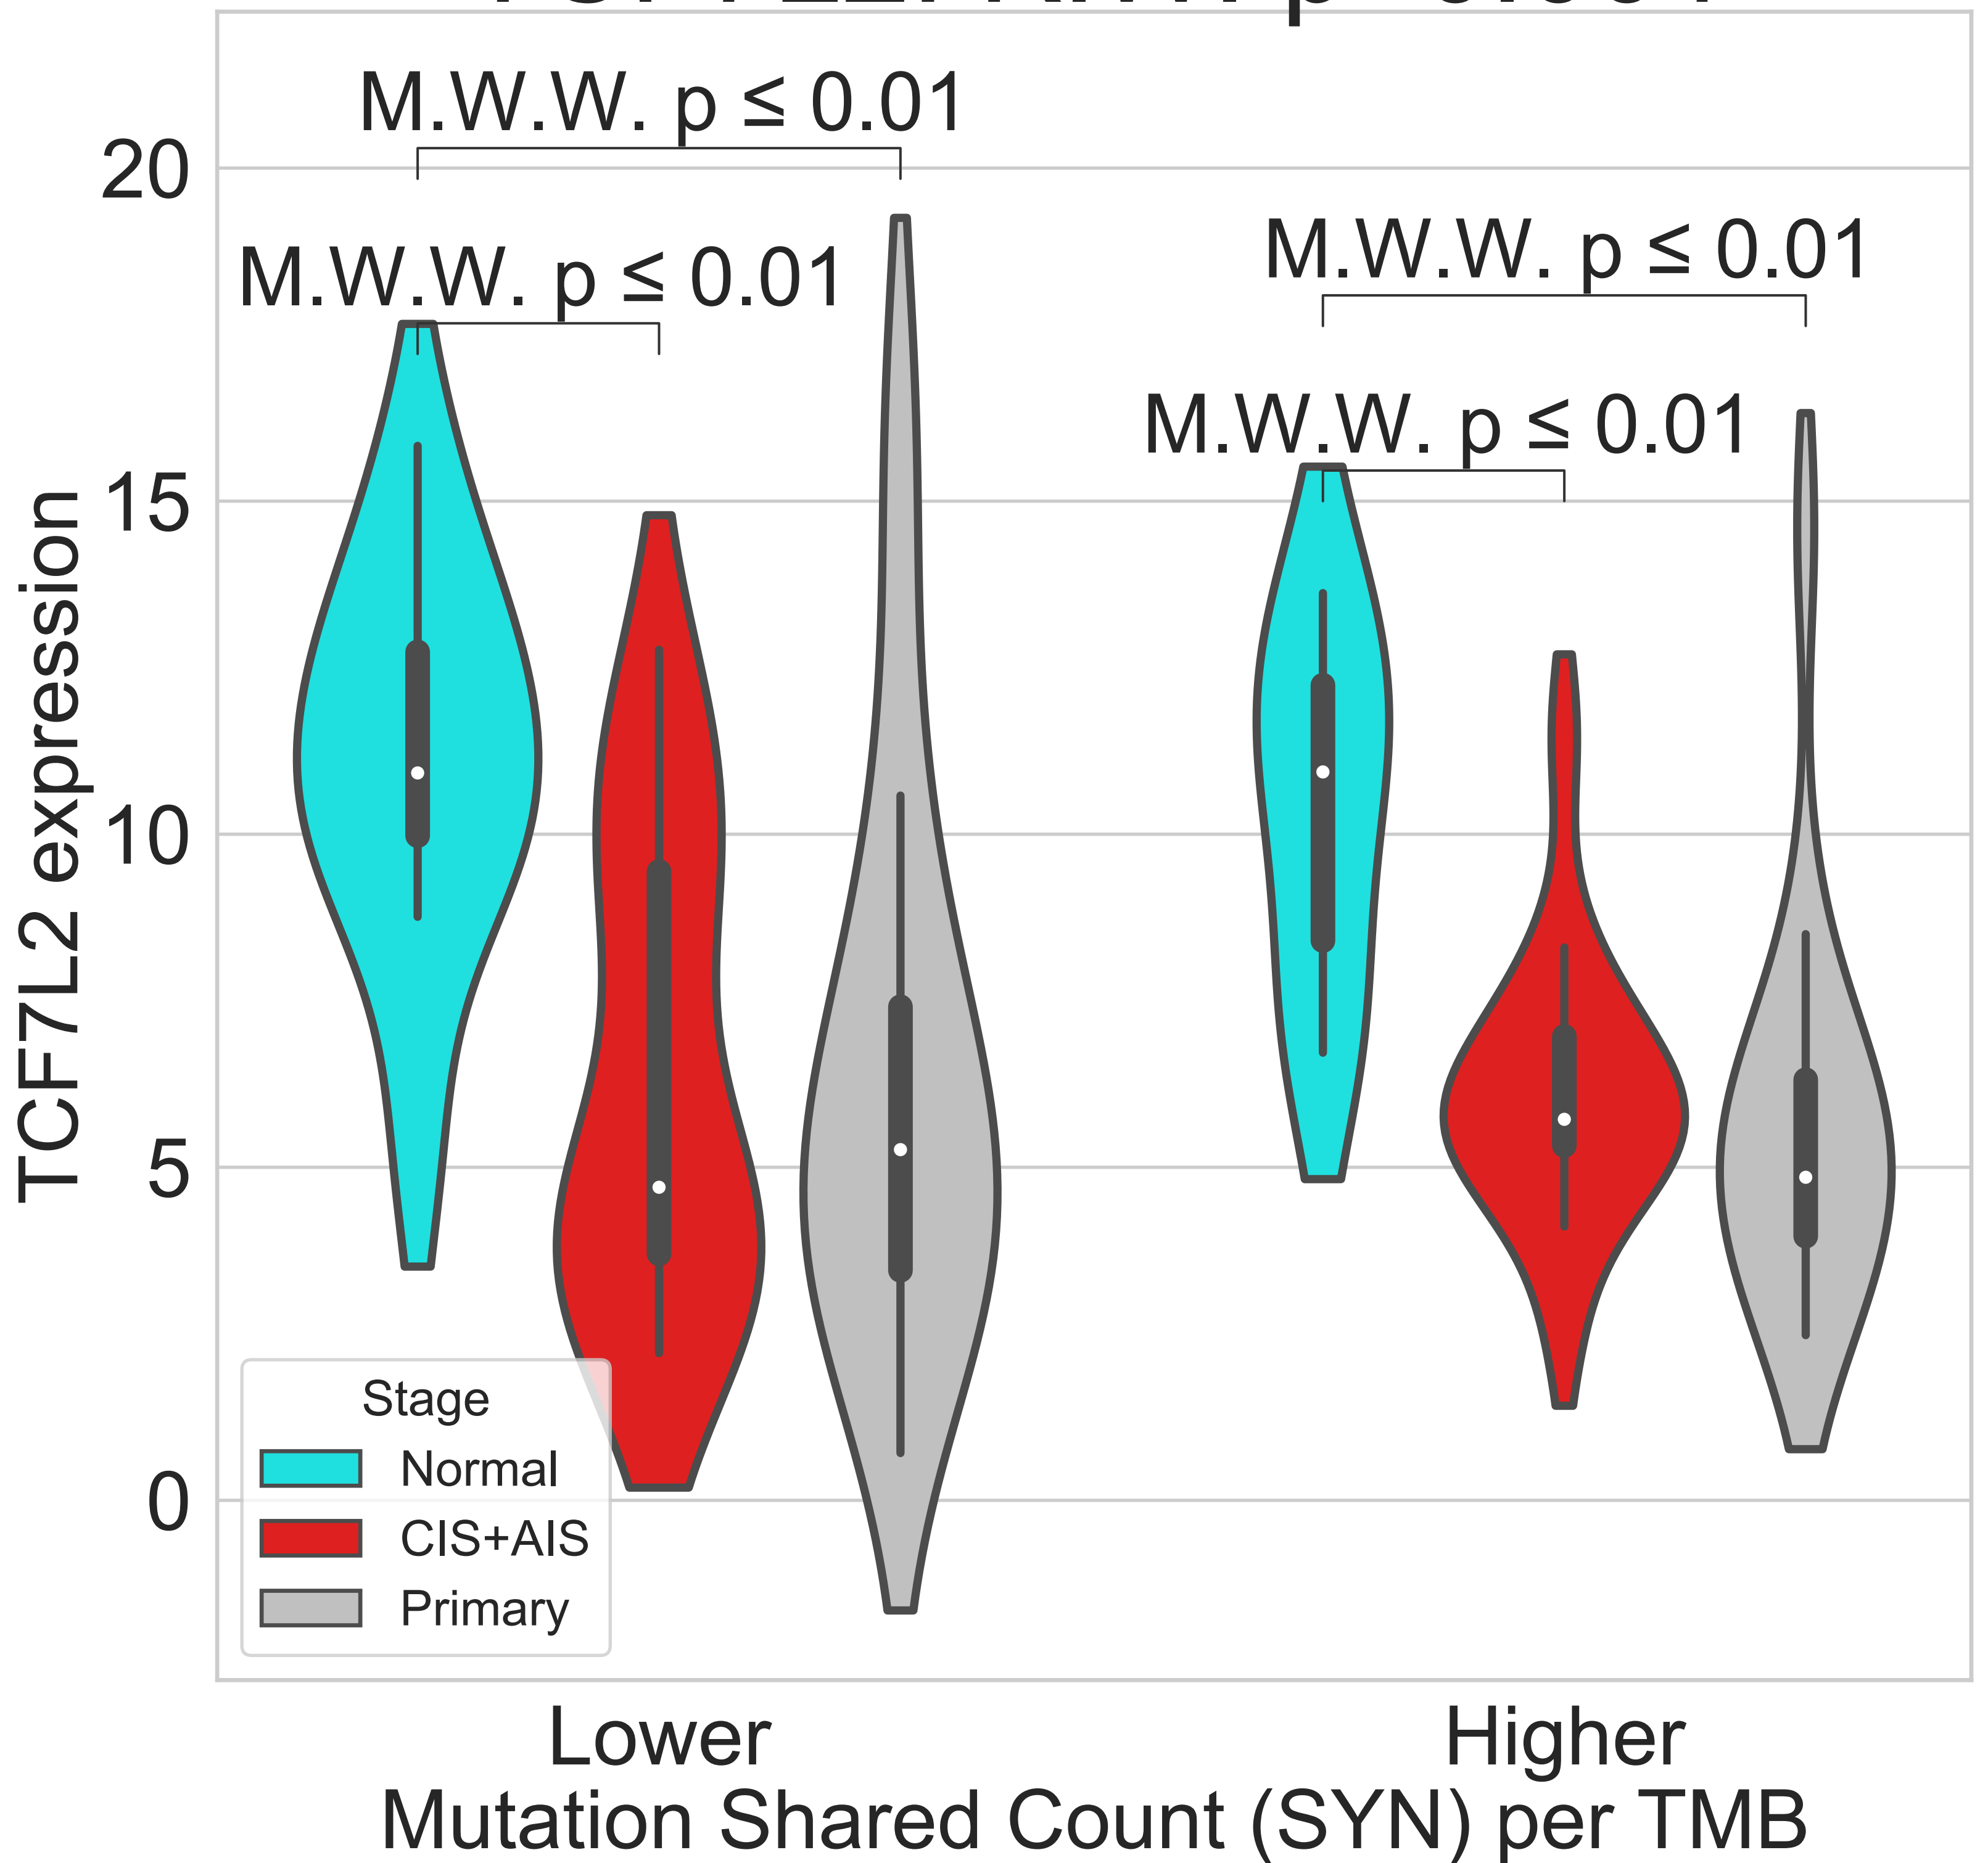 M.W.W. p ≤ 0.01
20
M.W.W. p ≤ 0.01
M.W.W. p ≤ 0.01
M.W.W. p ≤ 0.01
15
10
5
0
TCF7L2 expression
Stage
Normal
CIS+AIS
Primary
Lower
Higher
Mutation Shared Count (SYN) per TMB